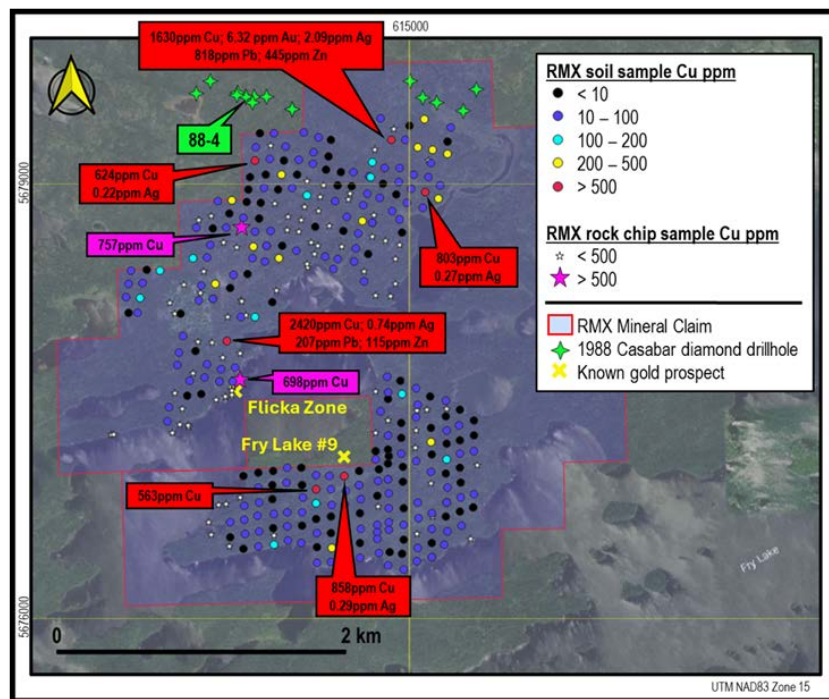 615000
1630ppm Cu; 6.32 ppm Au; 2.09ppm Ag
818ppm Pb; 445ppm Zn
88-4
624ppm Cu
0.22ppm Ag
5679000
757ppm Cu
803ppm Cu
0.27ppm Ag
2420ppm Cu; 0.74ppm Ag
207ppm Pb; 115ppm Zn
698ppm Cu
Flicka Zone
Fry Lake #9
563ppm Cu
858ppm Cu
0.29ppm Ag
5676000
0
2 km
Fry Lake
UTM NAD83 Zone 15
RMX soil sample Cu ppm
< 10
10 – 100
100 - 200
200 - 500
> 500
RMX rock chip sample Cu ppm
< 500
> 500
RMX Mineral Claim
1988 Casabar diamond drillhole
Known gold prospect